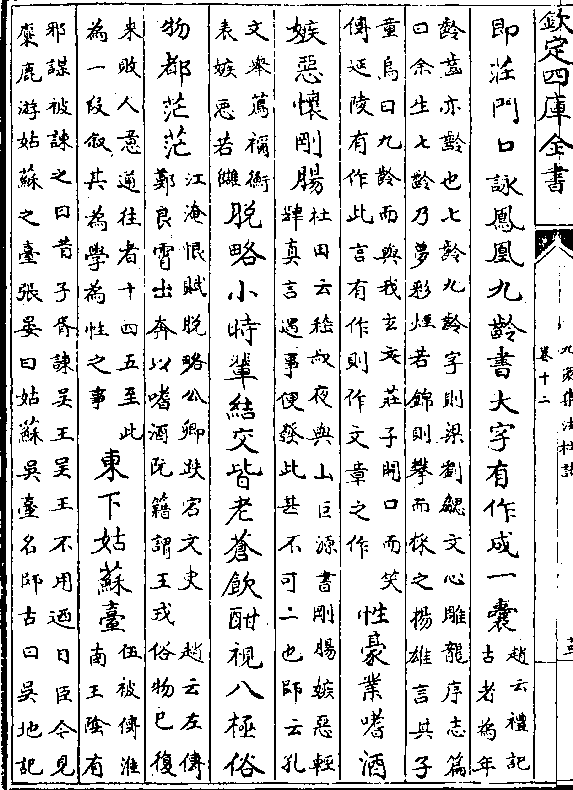 欽定四庫全書
卷十二
即莊門口詠鳳凰九齡書大字有作成一囊趙云禮記古者為年
齡齒亦齡也七齡九齡字則梁劉勰文心雕龍序志篇
曰余生七齡乃夢彩煙若錦則攀而採之揚雄言其子
童烏曰九齡而與我玄文莊子開口而笑
傳延陵有作此言有作則作文章之作
性豪業嗜酒
嫉惡懷剛腸杜田云嵇叔夜與山巨源書剛腸嫉惡輕肆真言遇事便發此甚不可二也師云孔
文舉薦禰衡表嫉惡若讎脫略小時輩結交皆老蒼飲酣視八極俗
物都茫茫江淹恨賦脫略公卿跌宕文史趙云左傳鄭良霄出奔以嗜酒阮籍謂王戎俗物已復
來敗人意適往者十四五至此
為一段叙其為學為性之事
東下姑蘇臺伍被傳淮南王陰有
邪謀被諫之曰昔子胥諫吳王吳王不用迺曰臣今見
麋鹿游姑蘇之臺張晏曰姑蘇吳臺名師古曰吳地記